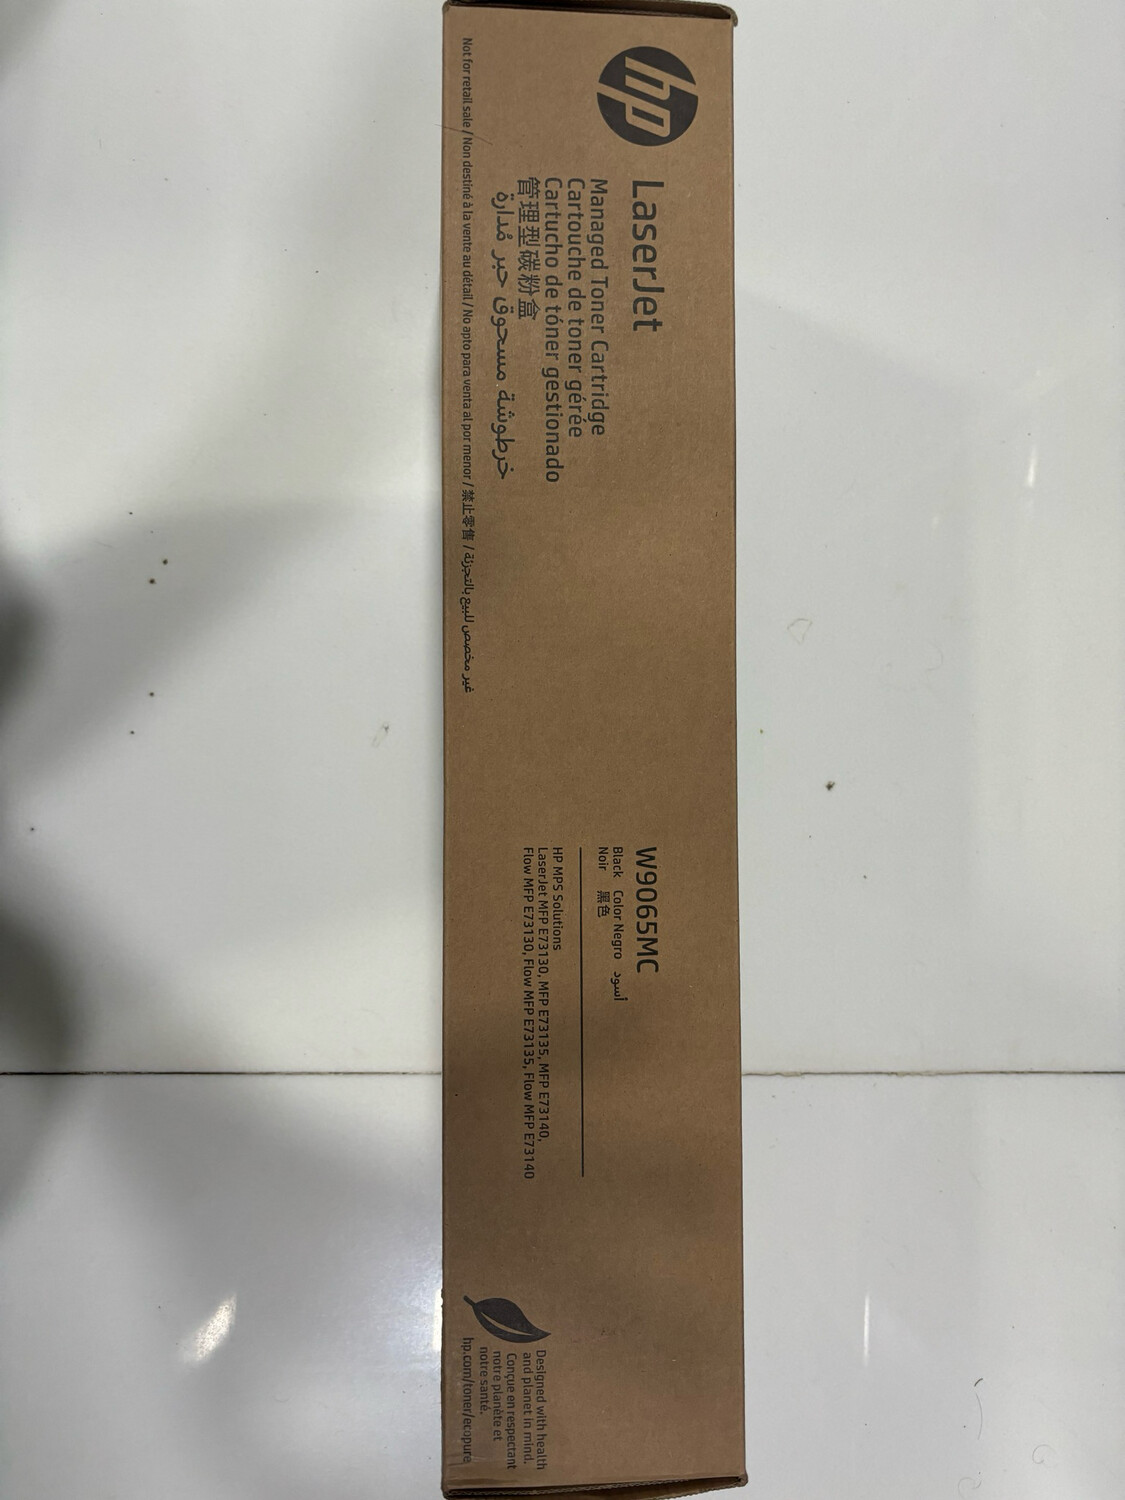 hp
LaserJet
Managed Toner Cartridge
Cartouche de toner gérée
Cartucho de tóner gestionado
管理型碳粉盒
خرطوشة مسحوق حبر مُدارة
Not for retail sale / Non destiné à la vente au détail / No apto para venta al por menor / 禁止零售 / غير مخصص للبيع بالتجزئة
W9065MC
Black Color Negro أسود
Noir 黑色
HP MPS Solutions
LaserJet MFP E73130, MFP E73135, MFP E73140,
Flow MFP E73130, Flow MFP E73135, Flow MFP E73140
Designed with health
and planet in mind.
Conçue en respectant
notre planète et
notre santé.
hp.com/toner/ecopure